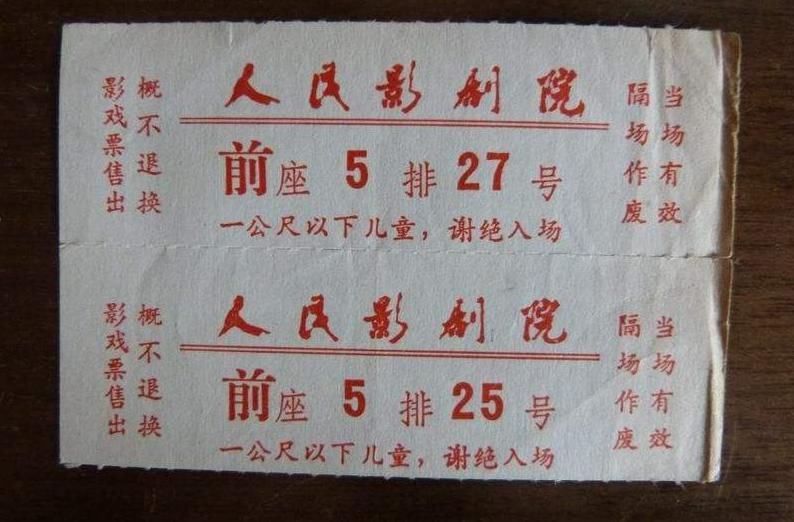 人民影剧院
前座 5 排 27 号
一公尺以下儿童，谢绝入场
影戏票售出
概不退换
当场有效
隔场作废
人民影剧院
前座 5 排 25 号
一公尺以下儿童，谢绝入场
影戏票售出
概不退换
当场有效
隔场作废